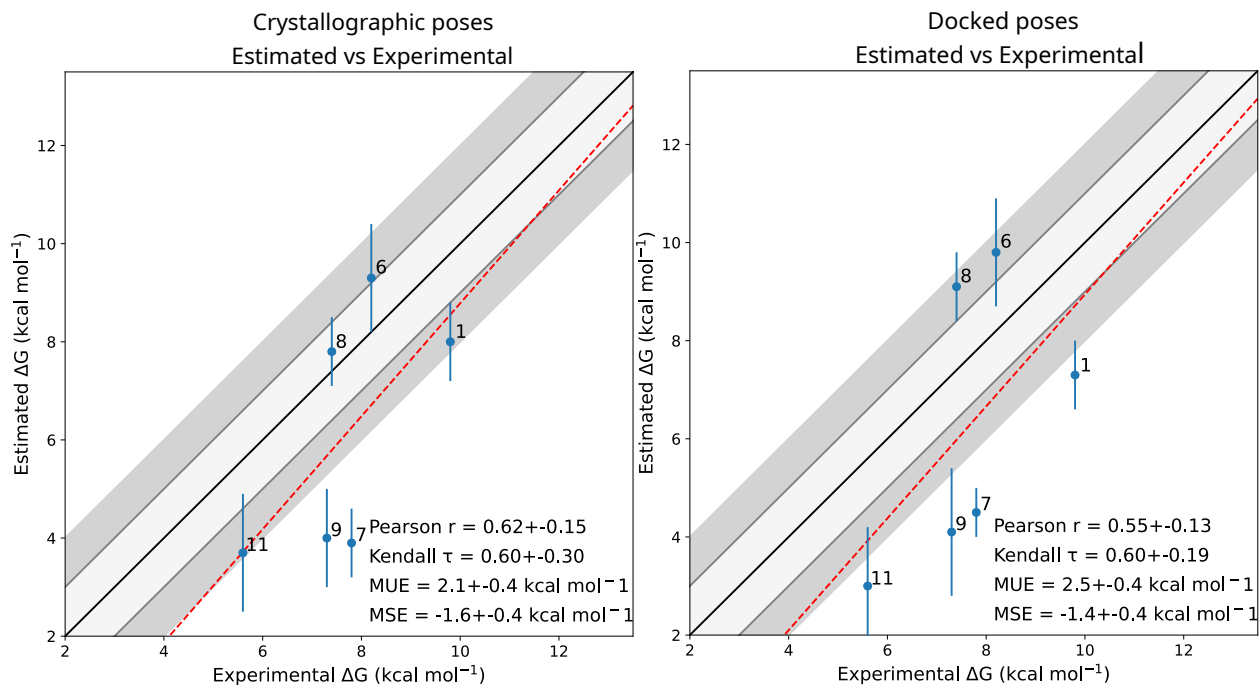 Crystallographic poses
Estimated vs Experimental
12
10
8
6
4
2
2
4
6
8
10
12
Estimated ΔG (kcal mol⁻¹)
Experimental ΔG (kcal mol⁻¹)
6
8
1
11
9
7
Pearson r = 0.62+-0.15
Kendall τ = 0.60+-0.30
MUE = 2.1+-0.4 kcal mol⁻¹
MSE = -1.6+-0.4 kcal mol⁻¹
Docked poses
Estimated vs Experimental
12
10
8
6
4
2
2
4
6
8
10
12
Estimated ΔG (kcal mol⁻¹)
Experimental ΔG (kcal mol⁻¹)
6
8
1
7
9
11
Pearson r = 0.55+-0.13
Kendall τ = 0.60+-0.19
MUE = 2.5+-0.4 kcal mol⁻¹
MSE = -1.4+-0.4 kcal mol⁻¹